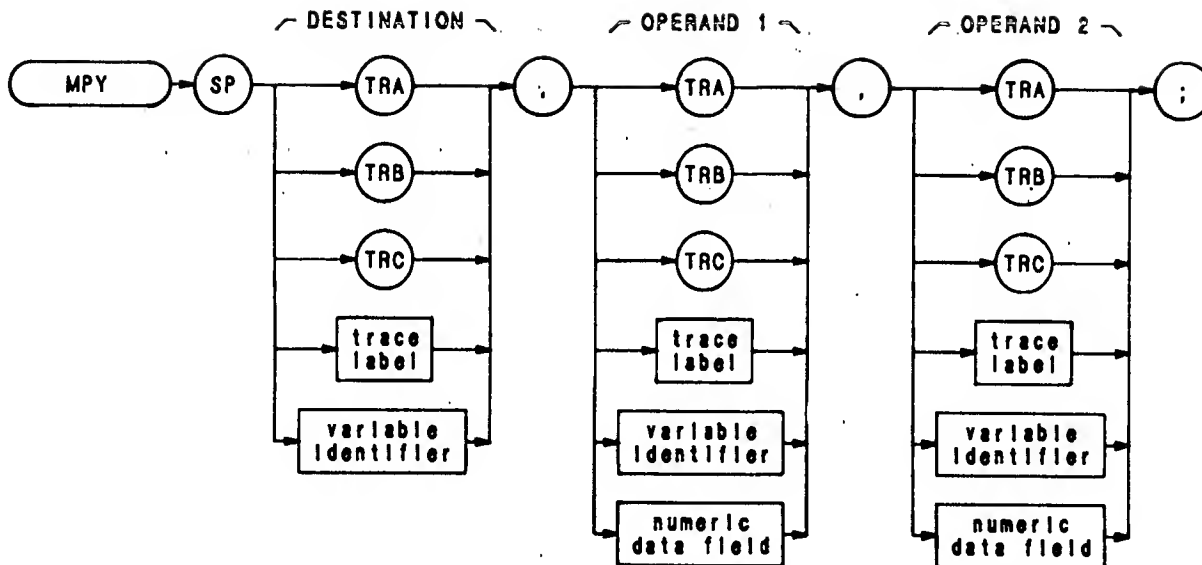 DESTINATION OPERAND 1 OPERAND 2
MPY SP TRA , TRA , TRA ;
TRB TRB TRB
TRC TRC TRC
trace trace trace
label label label
variable variable variable
identifier identifier identifier
numeric numeric
data field data field